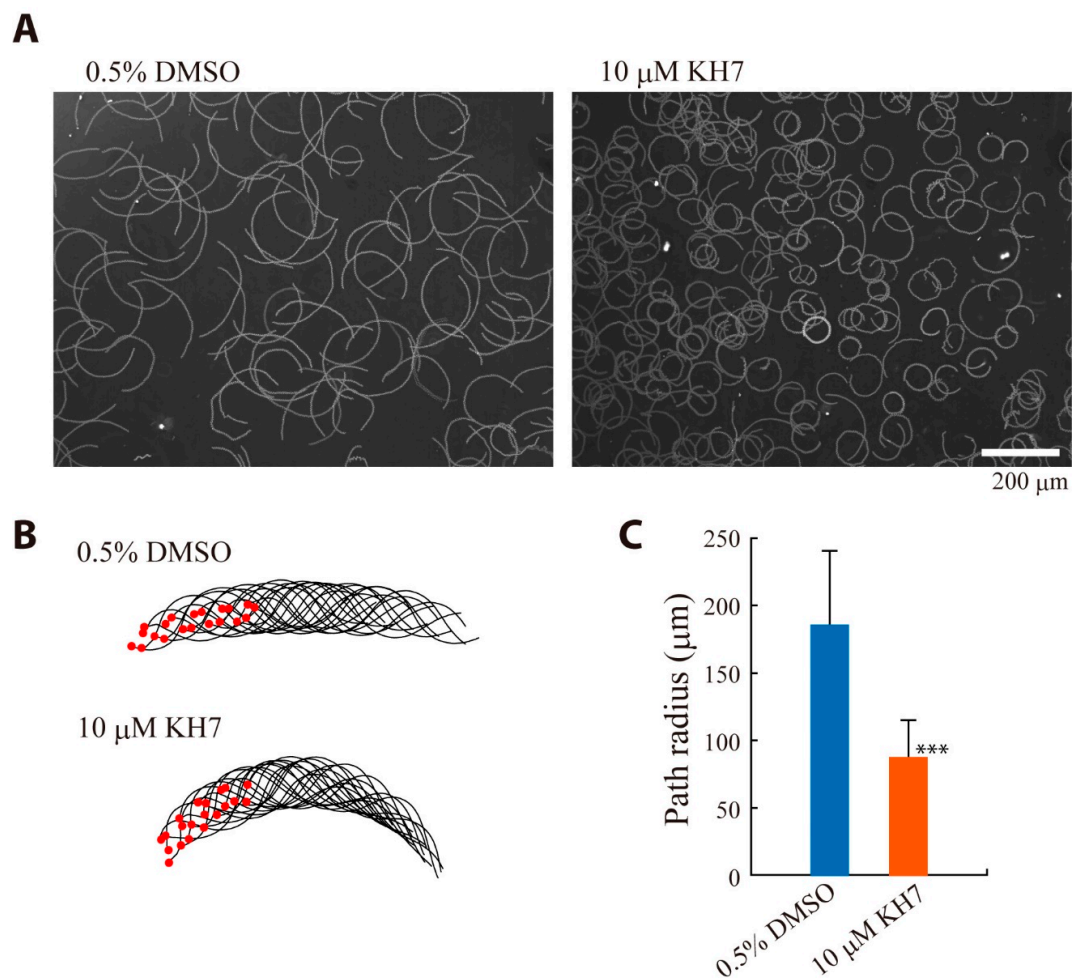 A
0.5% DMSO
10 μM KH7
200 μm
B
0.5% DMSO
10 μM KH7
C
250
200
150
100
50
0
Path radius (μm)
***
0.5% DMSO
10 μM KH7